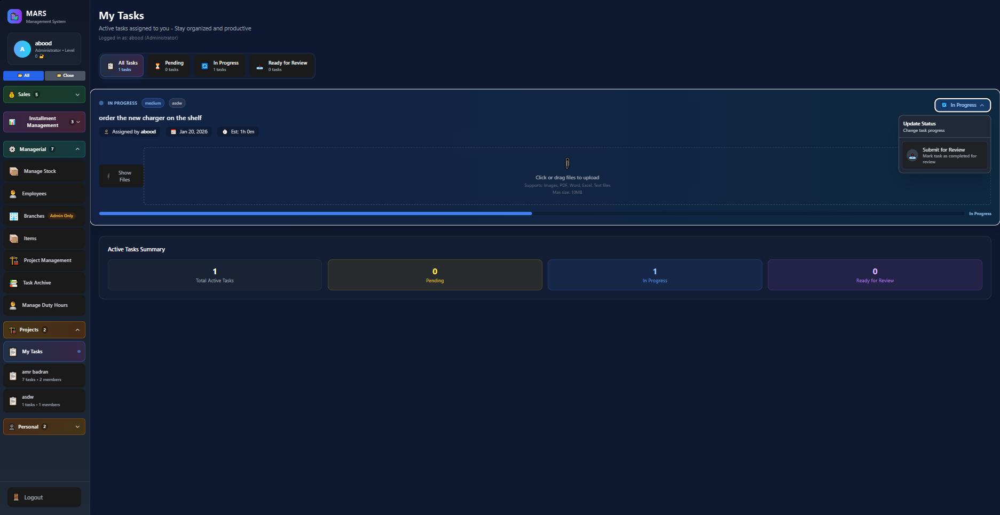 MARS
Management System
A
abood
Administrator • Level
0
All
Close
Sales 5
Installment
Management
3
Managerial 7
Manage Stock
Employees
Branches Admin Only
Items
Project Management
Task Archive
Manage Duty Hours
Projects 2
My Tasks
amr badran
7 tasks • 2 members
asdw
1 tasks • 1 members
Personal 2
Logout
My Tasks
Active tasks assigned to you - Stay organized and productive
Logged in as: abood (Administrator)
All Tasks
1 tasks
Pending
0 tasks
In Progress
1 tasks
Ready for Review
0 tasks
IN PROGRESS medium asdw
In Progress
order the new charger on the shelf
Assigned by abood Jan 20, 2026 Est: 1h 0m
Update Status
Change task progress
Submit for Review
Mark task as completed for
review
Show
Files
Click or drag files to upload
Supports: Images, PDF, Word, Excel, Text files
Max size: 10MB
In Progress
Active Tasks Summary
1
Total Active Tasks
0
Pending
1
In Progress
0
Ready for Review